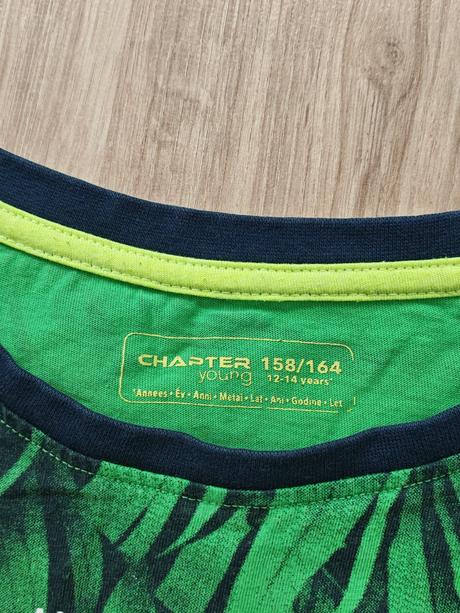 CHAPTER young 158/164
12-14 years*
*Annees • Év • Anni • Metai • Lat • Ani • Godine • Let